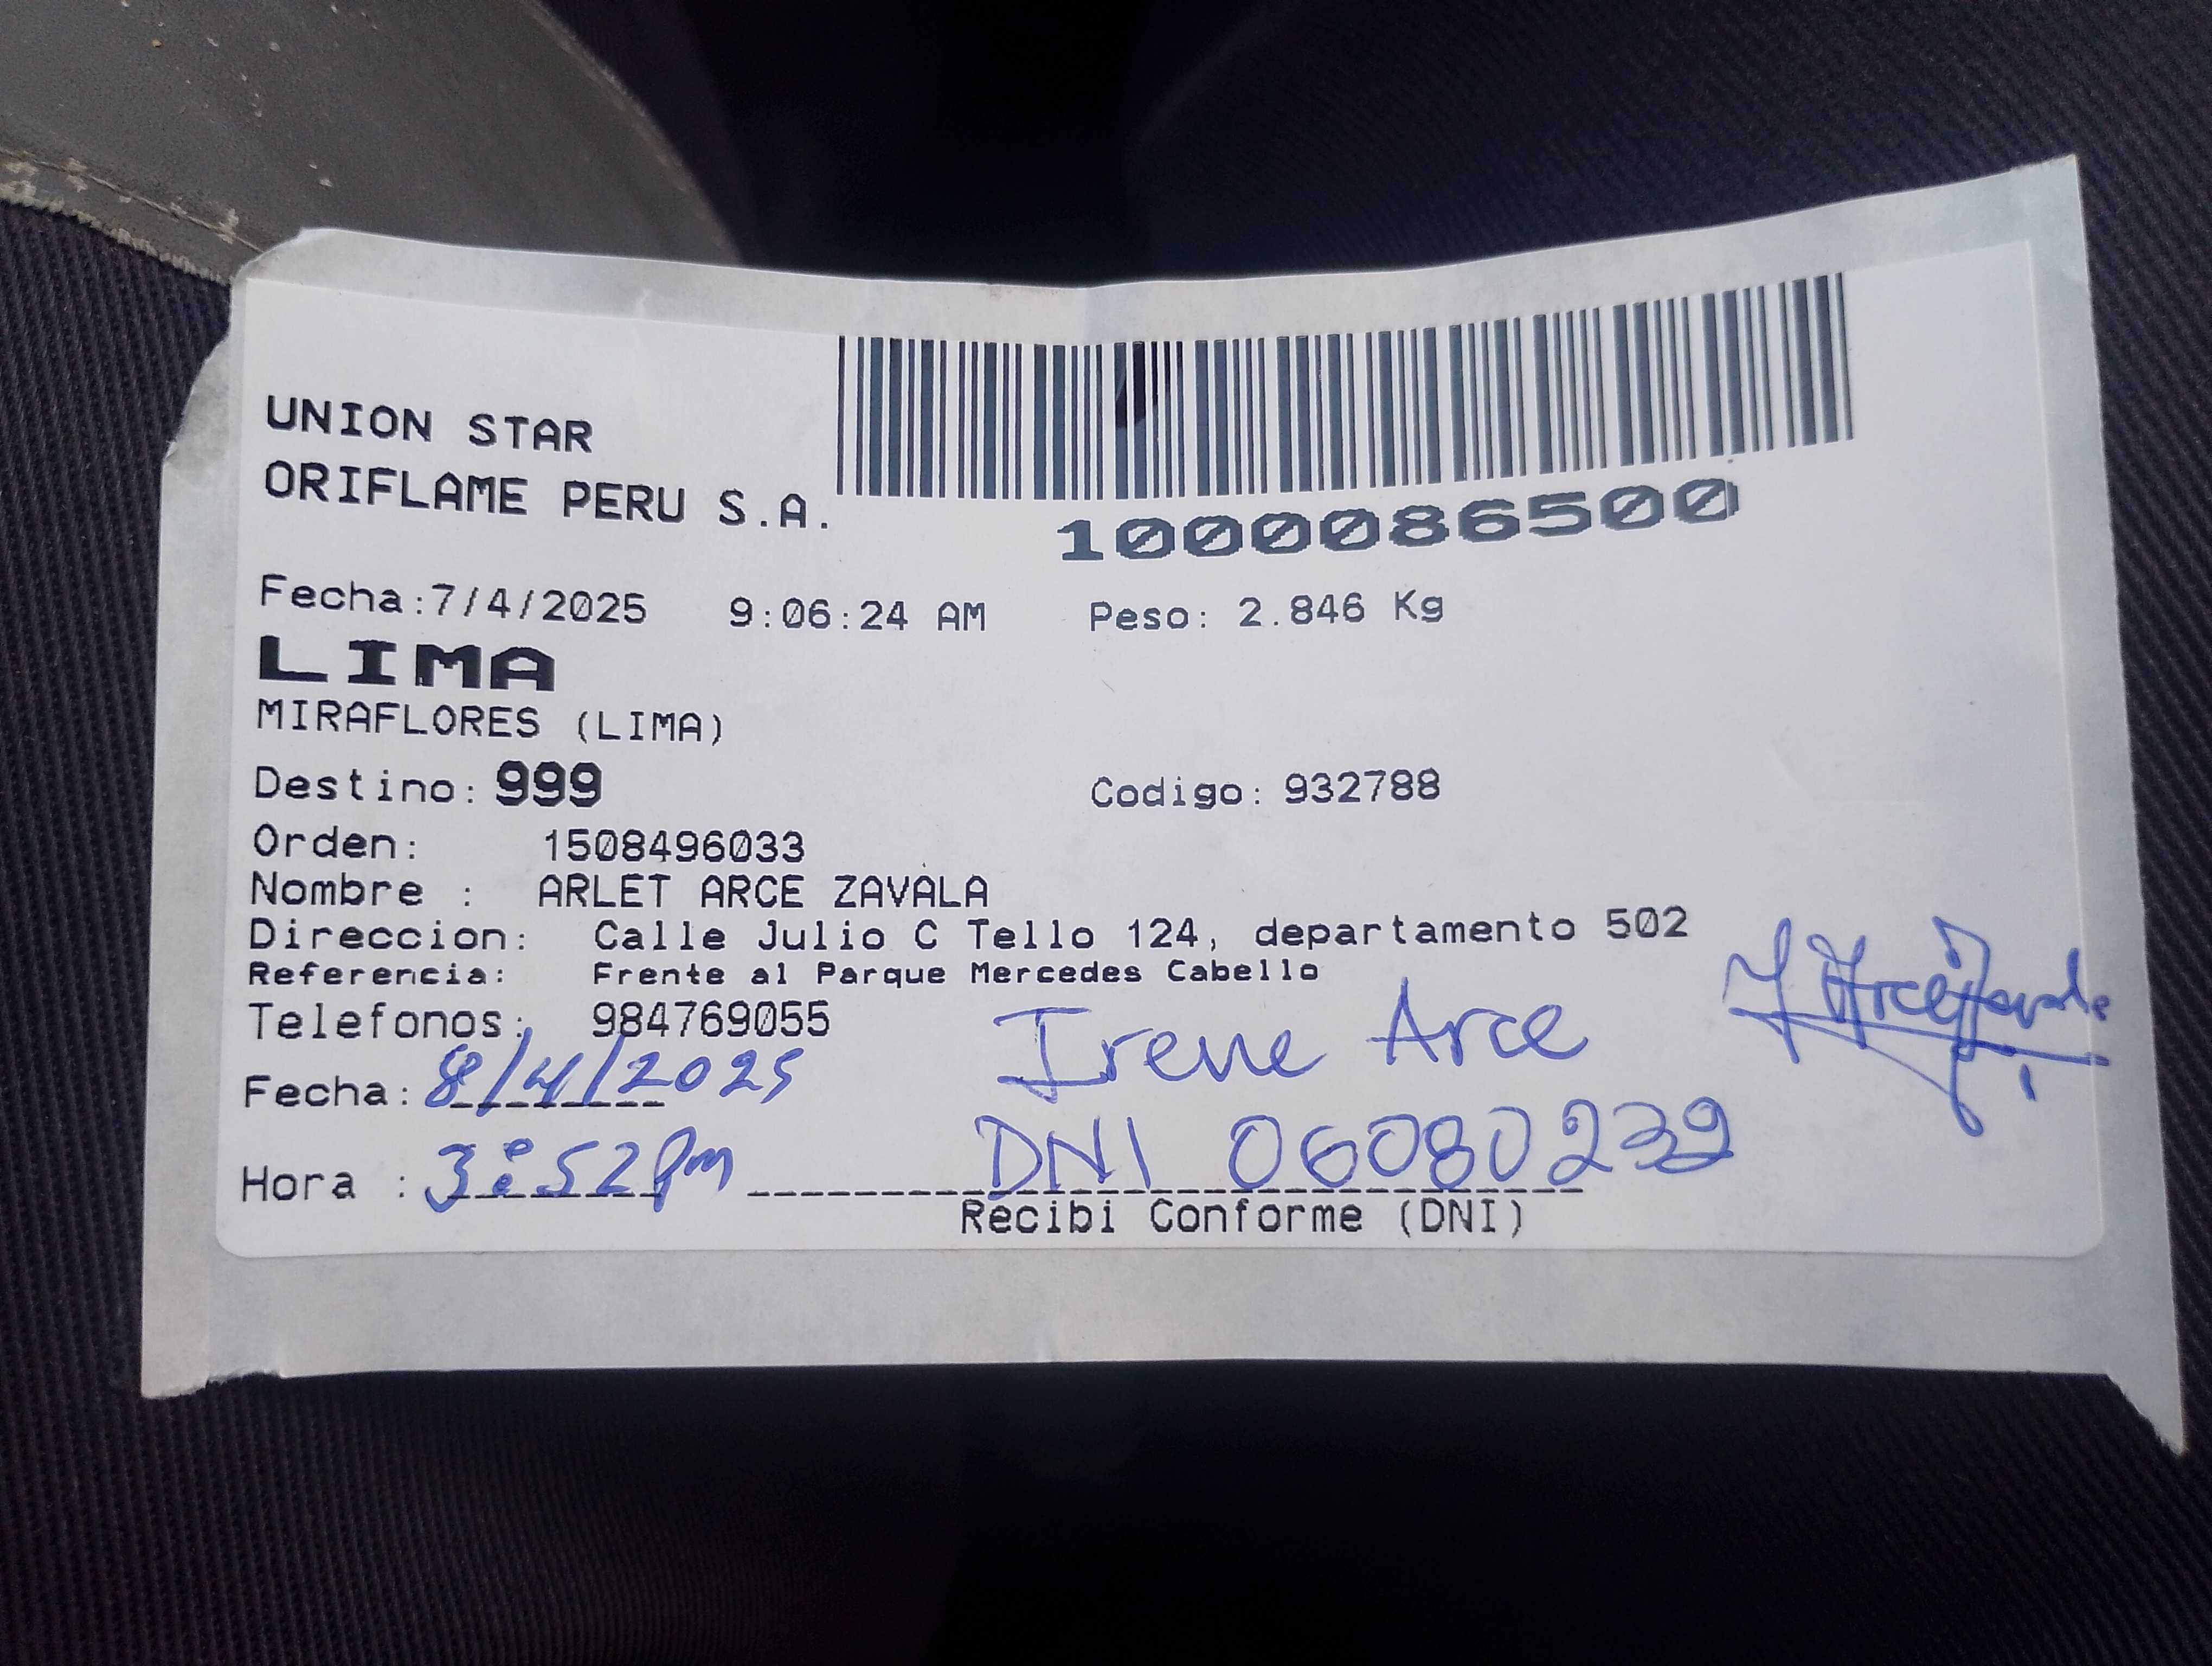 UNION STAR
ORIFLAME PERU S.A.
1000086500
Fecha:7/4/2025 9:06:24 AM Peso: 2.846 Kg
LIMA
MIRAFLORES (LIMA)
Destino: 999 Codigo: 932788
Orden: 1508496033
Nombre : ARLET ARCE ZAVALA
Direccion: Calle Julio C Tello 124, departamento 502
Referencia: Frente al Parque Mercedes Cabello
Telefonos: 984769055
Irene Arce
Fecha: 8/4/2025
DNI 06080232
Hora : 3:52pm
Recibi Conforme (DNI)